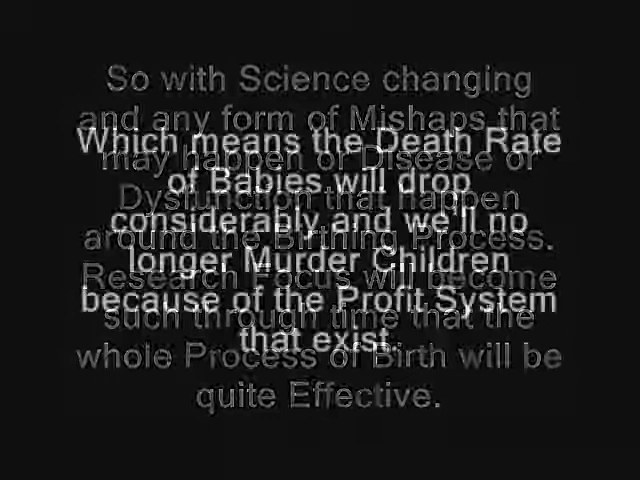 So with Science changing
and any form of Mishaps that
may happen or Disease or
Dysfunction that happen
around the Birthing Process.
Research Focus will become
such through time that the
whole Process of Birth will be
quite Effective.
Which means the Death Rate
of Babies will drop
considerably and we'll no
longer Murder Children
because of the Profit System
that exist.